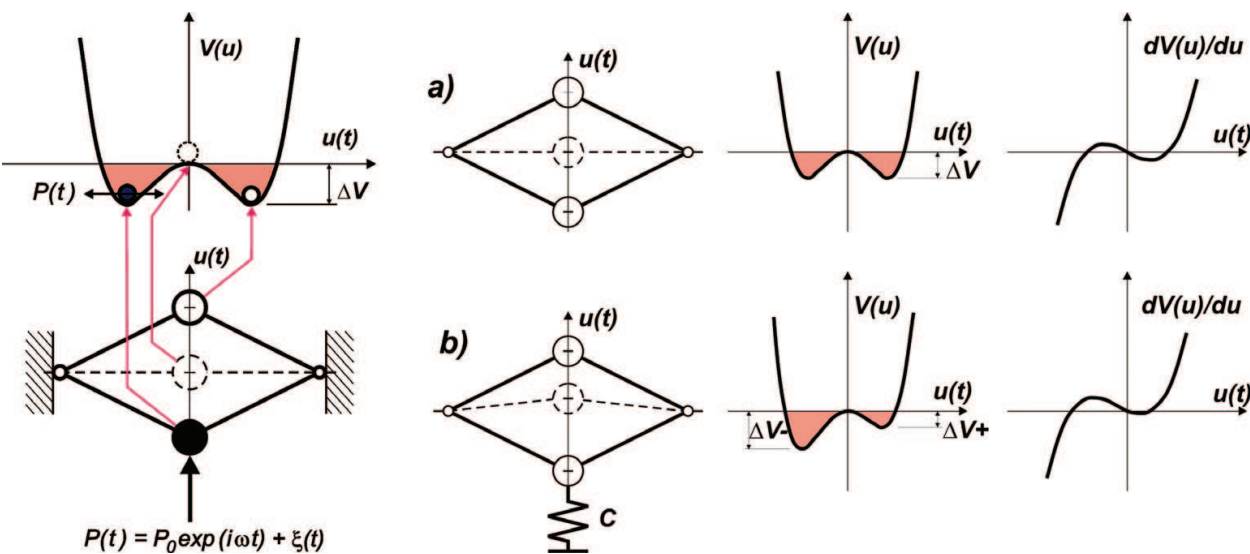 V(u)
u(t)
P(t)
ΔV
u(t)
P(t) = P₀exp(iωt) + ξ(t)
a)
u(t)
V(u)
u(t)
ΔV
dV(u)/du
u(t)
b)
u(t)
C
V(u)
u(t)
ΔV-
ΔV+
dV(u)/du
u(t)